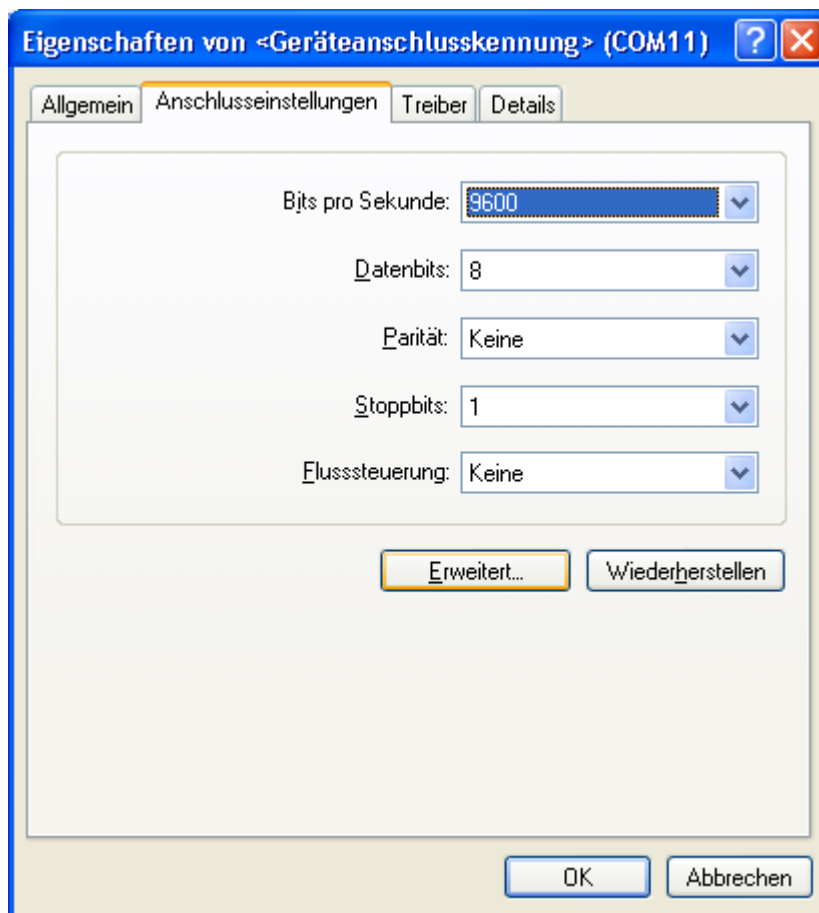 Eigenschaften von <Geräteanschlusskennung> (COM11)
Allgemein Anschlusseinstellungen Treiber Details
Bits pro Sekunde: 9600
Datenbits: 8
Parität: Keine
Stoppbits: 1
Flusssteuerung: Keine
Erweitert... Wiederherstellen
OK Abbrechen